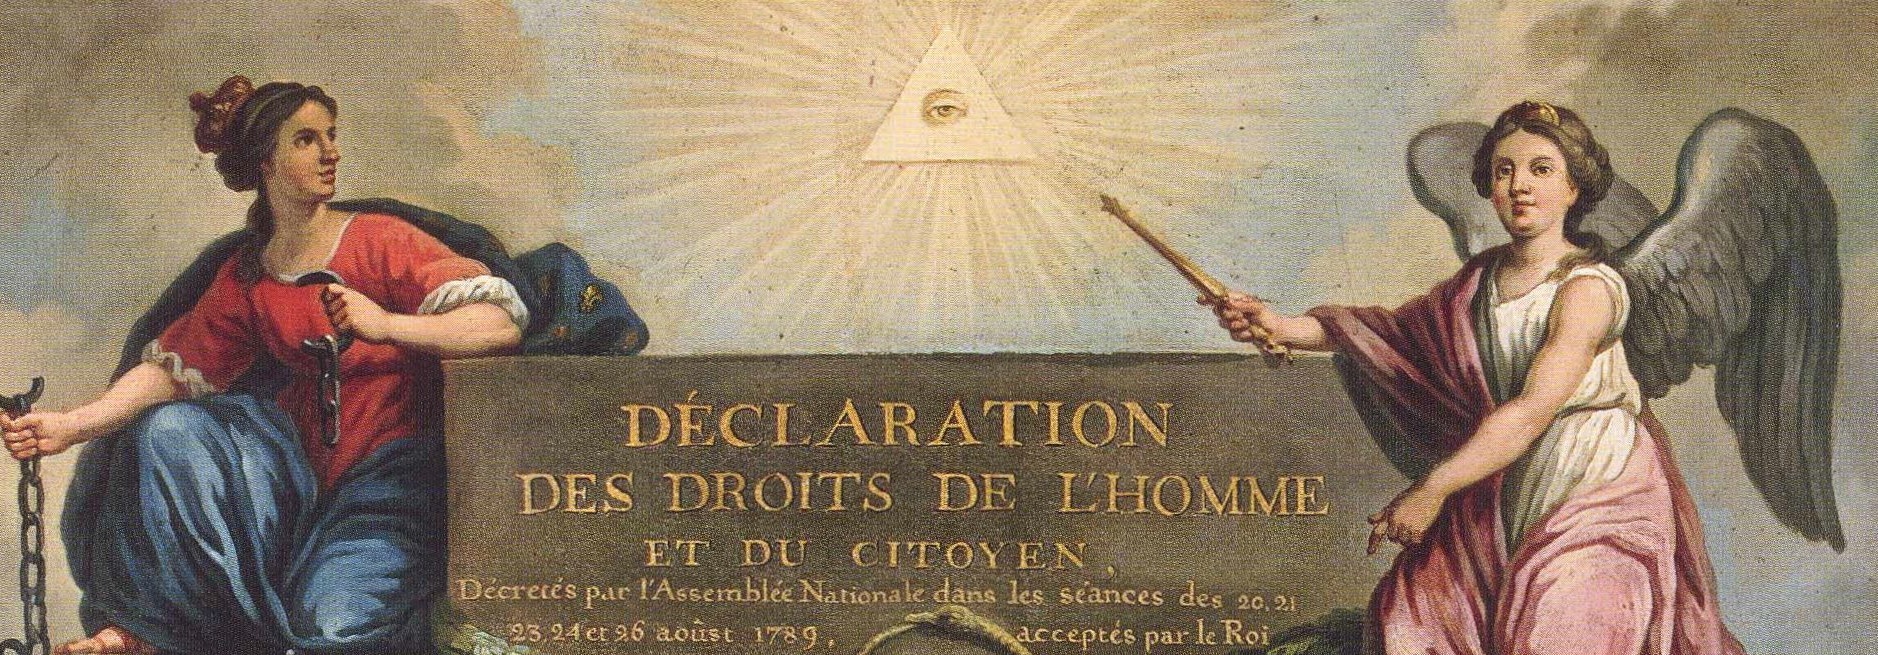 DÉCLARATION
DES DROITS DE L'HOMME
ET DU CITOYEN,
Décretés par l'Assemblée Nationale dans les séances des 20. 21
23. 24 et 26 août 1789, acceptés par le Roi